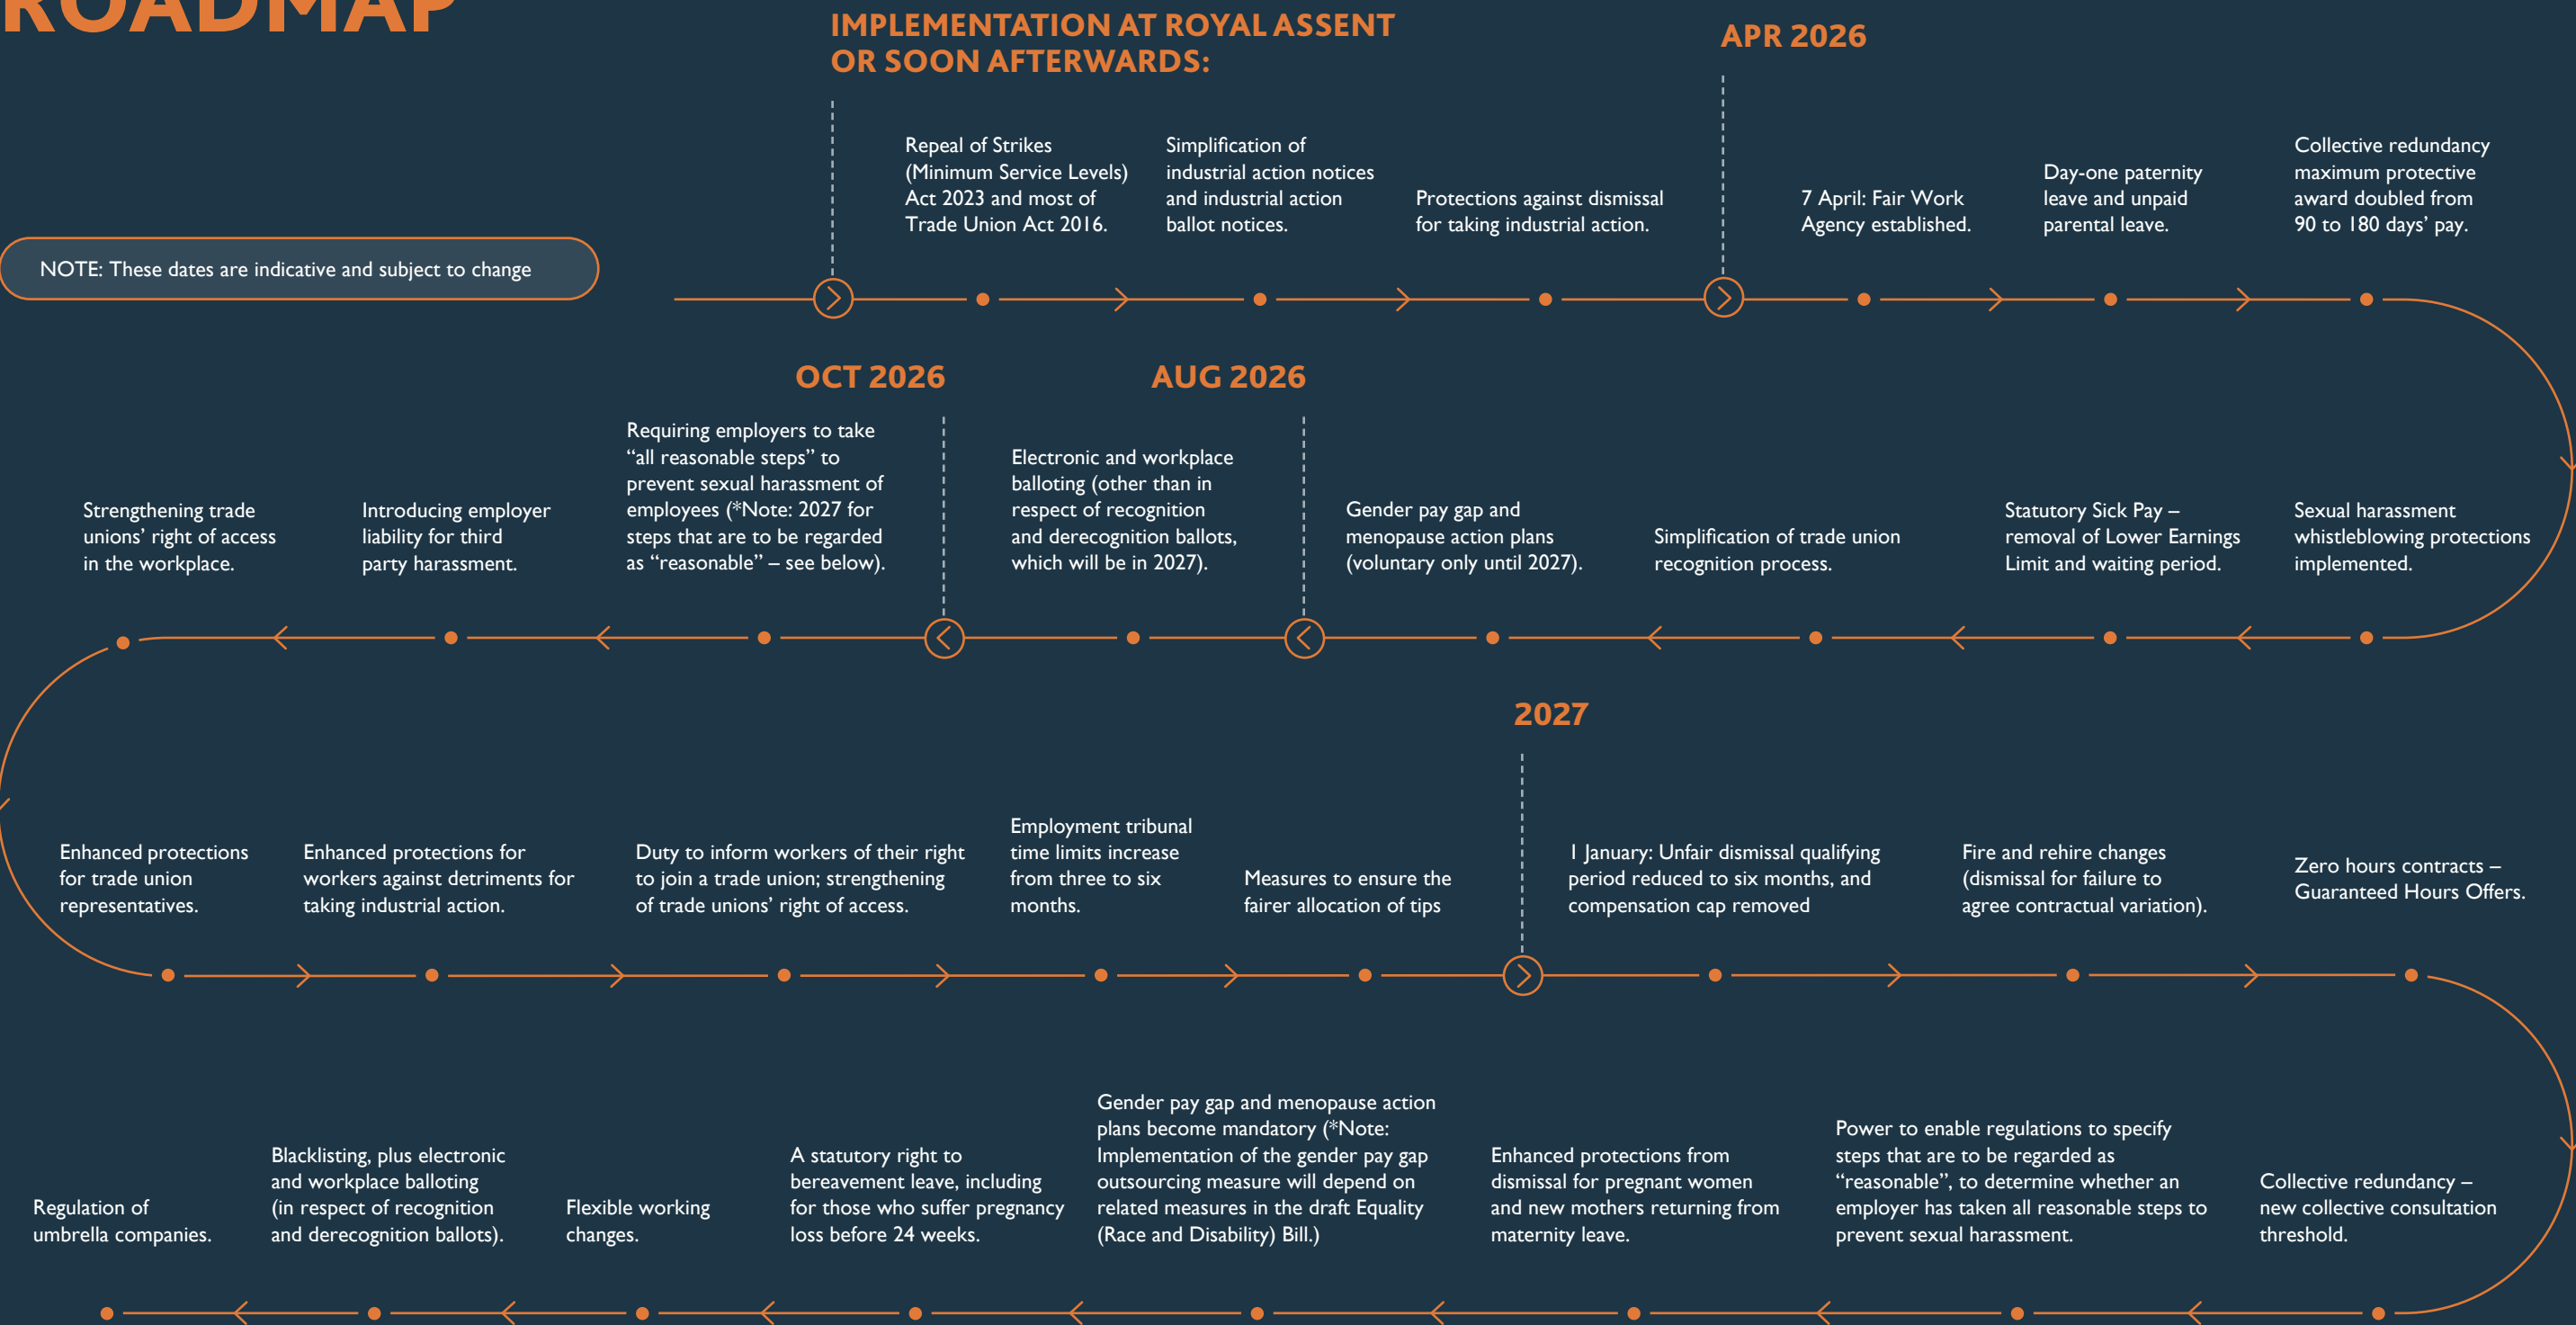 ROADMAP
IMPLEMENTATION AT ROYAL ASSENT
OR SOON AFTERWARDS:
Repeal of Strikes
(Minimum Service Levels)
Act 2023 and most of
Trade Union Act 2016.
Simplification of
industrial action notices
and industrial action
ballot notices.
Protections against dismissal
for taking industrial action.
APR 2026
7 April: Fair Work
Agency established.
Day-one paternity
leave and unpaid
parental leave.
Collective redundancy
maximum protective
award doubled from
90 to 180 days’ pay.
NOTE: These dates are indicative and subject to change
Sexual harassment
whistleblowing protections
implemented.
Statutory Sick Pay –
removal of Lower Earnings
Limit and waiting period.
Simplification of trade union
recognition process.
Gender pay gap and
menopause action plans
(voluntary only until 2027).
AUG 2026
Electronic and workplace
balloting (other than in
respect of recognition
and derecognition ballots,
which will be in 2027).
OCT 2026
Requiring employers to take
“all reasonable steps” to
prevent sexual harassment of
employees (*Note: 2027 for
steps that are to be regarded
as “reasonable” – see below).
Introducing employer
liability for third
party harassment.
Strengthening trade
unions’ right of access
in the workplace.
Enhanced protections
for trade union
representatives.
Enhanced protections for
workers against detriments for
taking industrial action.
Duty to inform workers of their right
to join a trade union; strengthening
of trade unions’ right of access.
Employment tribunal
time limits increase
from three to six
months.
Measures to ensure the
fairer allocation of tips
2027
1 January: Unfair dismissal qualifying
period reduced to six months, and
compensation cap removed
Fire and rehire changes
(dismissal for failure to
agree contractual variation).
Zero hours contracts –
Guaranteed Hours Offers.
Collective redundancy –
new collective consultation
threshold.
Power to enable regulations to specify
steps that are to be regarded as
“reasonable”, to determine whether an
employer has taken all reasonable steps to
prevent sexual harassment.
Enhanced protections from
dismissal for pregnant women
and new mothers returning from
maternity leave.
Gender pay gap and menopause action
plans become mandatory (*Note:
Implementation of the gender pay gap
outsourcing measure will depend on
related measures in the draft Equality
(Race and Disability) Bill.)
A statutory right to
bereavement leave, including
for those who suffer pregnancy
loss before 24 weeks.
Flexible working
changes.
Blacklisting, plus electronic
and workplace balloting
(in respect of recognition
and derecognition ballots).
Regulation of
umbrella companies.